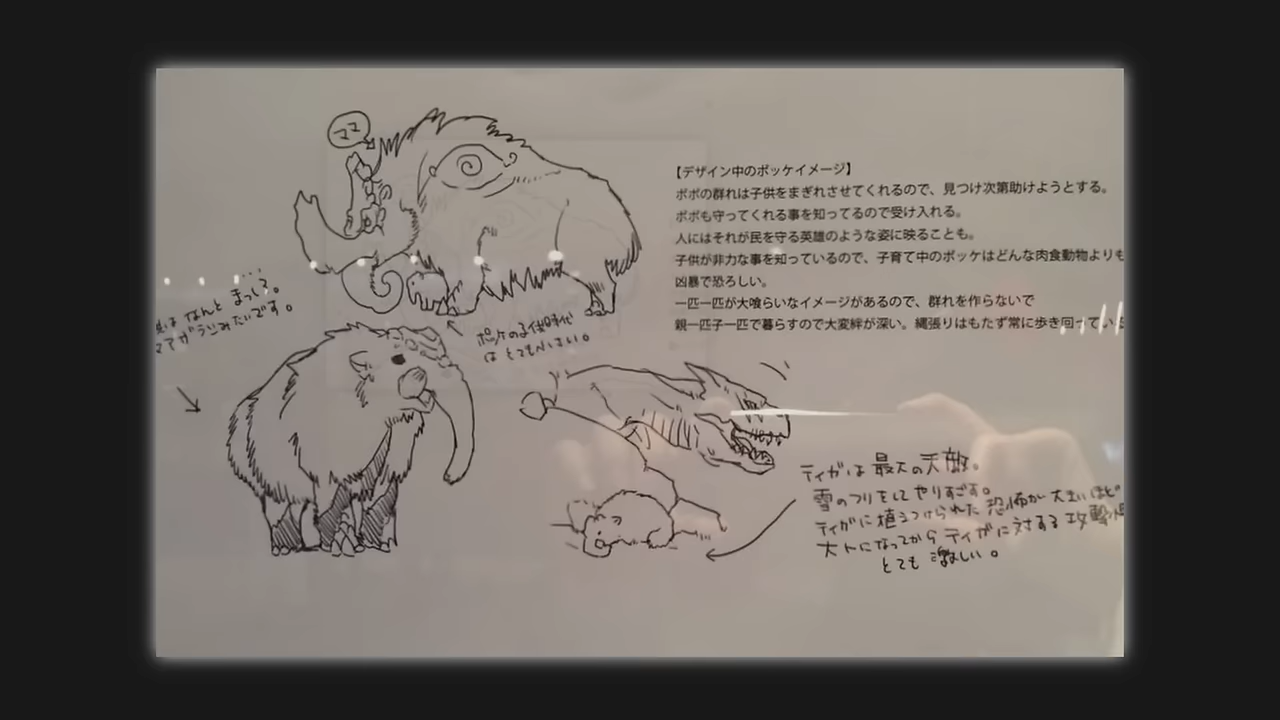 ママ
【デザイン中のポッケイメージ】
ポポの群れは子供をまぎれさせてくれるので、見つけ次第助けようとする。
ポポも守ってくれる事を知ってるので受け入れる。
人にはそれが民を守る英雄のような姿に映ることも。
子供が非力な事を知っているので、子育て中のポッケはどんな肉食動物よりも
凶暴で恐ろしい。
一匹一匹が大喰らいなイメージがあるので、群れを作らないで
親一匹子一匹で暮らすので大変絆が深い。縄張りはもたず常に歩き回ってい
は なんと まっしろ。
みたいです。
ポッケの子供時代
は とても小さい。
ティガは 最大の天敵。
雪のフリをして やりすごす。
ティガに植えつけられた 恐怖が 大きいほど
大人になってから ティガに対する 攻撃
とても 激しい。